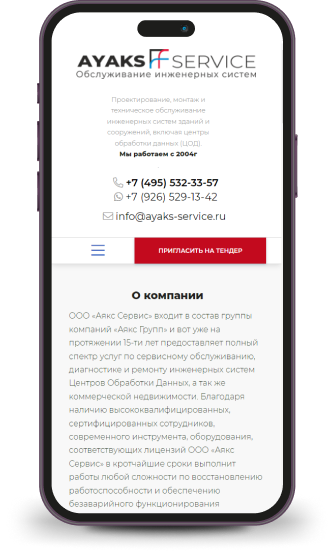 AYAKS SERVICE
Обслуживание инженерных систем
Проектирование, монтаж и
техническое обслуживание
инженерных систем зданий и
сооружений, включая центры
обработки данных (ЦОД).
Мы работаем с 2004г
+7 (495) 532-33-57
+7 (926) 529-13-42
info@ayaks-service.ru
ПРИГЛАСИТЬ НА ТЕНДЕР
О компании
ООО «Аякс Сервис» входит в состав группы
компаний «Аякс Групп» и вот уже на
протяжении 15-ти лет предоставляет полный
спектр услуг по сервисному обслуживанию,
диагностике и ремонту инженерных систем
Центров Обработки Данных, а так же
коммерческой недвижимости. Благодаря
наличию высококвалифицированных,
сертифицированных сотрудников,
современного инструмента, оборудования,
соответствующих лицензий ООО «Аякс
Сервис» в кротчайшие сроки выполнит
работы любой сложности по восстановлению
работоспособности и обеспечению
безаварийного функционирования